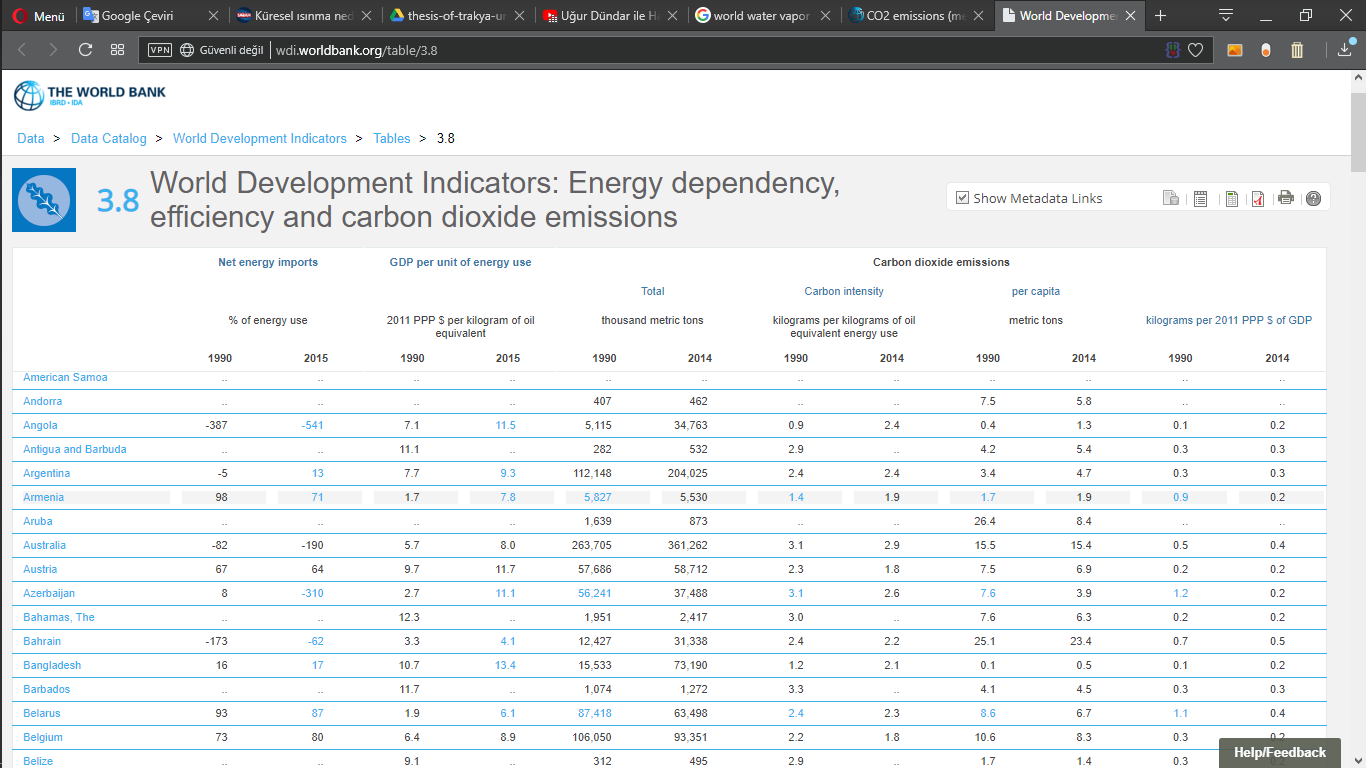 Menü Google Çeviri Küresel ısınma ned thesis-of-trakya-ur Uğur Dündar ile Ha world water vapor CO2 emissions (me World Developme
VPN Güvenli değil wdi.worldbank.org/table/3.8
THE WORLD BANK
IBRD • IDA
Data > Data Catalog > World Development Indicators > Tables > 3.8
3.8 World Development Indicators: Energy dependency,
efficiency and carbon dioxide emissions
Show Metadata Links
Net energy imports GDP per unit of energy use Carbon dioxide emissions
Total Carbon intensity per capita
% of energy use 2011 PPP $ per kilogram of oil equivalent thousand metric tons kilograms per kilograms of oil equivalent energy use metric tons kilograms per 2011 PPP $ of GDP
1990 2015 1990 2015 1990 2014 1990 2014 1990 2014 1990 2014
American Samoa .. .. .. .. .. .. .. .. .. .. .. ..
Andorra .. .. .. .. 407 462 .. .. 7.5 5.8 .. ..
Angola -387 -541 7.1 11.5 5,115 34,763 0.9 2.4 0.4 1.3 0.1 0.2
Antigua and Barbuda .. .. 11.1 .. 282 532 2.9 .. 4.2 5.4 0.3 0.3
Argentina -5 13 7.7 9.3 112,148 204,025 2.4 2.4 3.4 4.7 0.3 0.3
Armenia 98 71 1.7 7.8 5,827 5,530 1.4 1.9 1.7 1.9 0.9 0.2
Aruba .. .. .. .. 1,639 873 .. .. 26.4 8.4 .. ..
Australia -82 -190 5.7 8.0 263,705 361,262 3.1 2.9 15.5 15.4 0.5 0.4
Austria 67 64 9.7 11.7 57,686 58,712 2.3 1.8 7.5 6.9 0.2 0.2
Azerbaijan 8 -310 2.7 11.1 56,241 37,488 3.1 2.6 7.6 3.9 1.2 0.2
Bahamas, The .. .. 12.3 .. 1,951 2,417 3.0 .. 7.6 6.3 0.2 0.2
Bahrain -173 -62 3.3 4.1 12,427 31,338 2.4 2.2 25.1 23.4 0.7 0.5
Bangladesh 16 17 10.7 13.4 15,533 73,190 1.2 2.1 0.1 0.5 0.1 0.2
Barbados .. .. 11.7 .. 1,074 1,272 3.3 .. 4.1 4.5 0.3 0.3
Belarus 93 87 1.9 6.1 87,418 63,498 2.4 2.3 8.6 6.7 1.1 0.4
Belgium 73 80 6.4 8.9 106,050 93,351 2.2 1.8 10.6 8.3 0.3 0.2
Belize .. .. 9.1 .. 312 495 2.9 .. 1.7 1.4 0.3 0.2
Help/Feedback